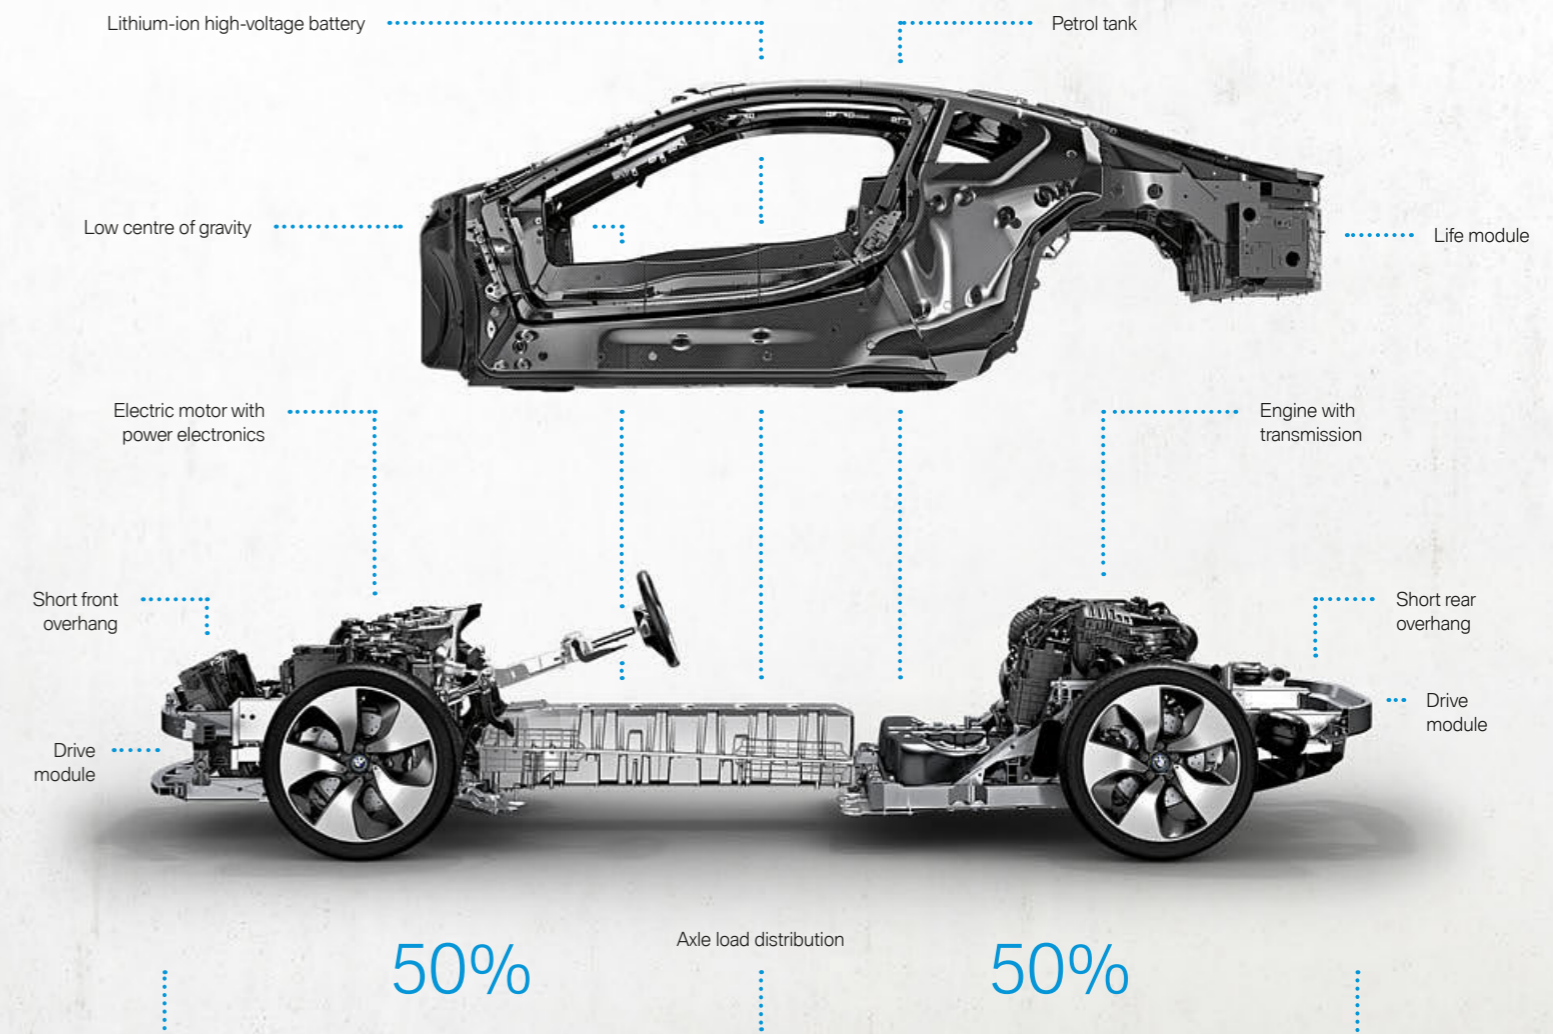 Lithium-ion high-voltage battery
Petrol tank
Low centre of gravity
Life module
Electric motor with
power electronics
Engine with
transmission
Short front
overhang
Short rear
overhang
Drive
module
Drive
module
Axle load distribution
50%
50%